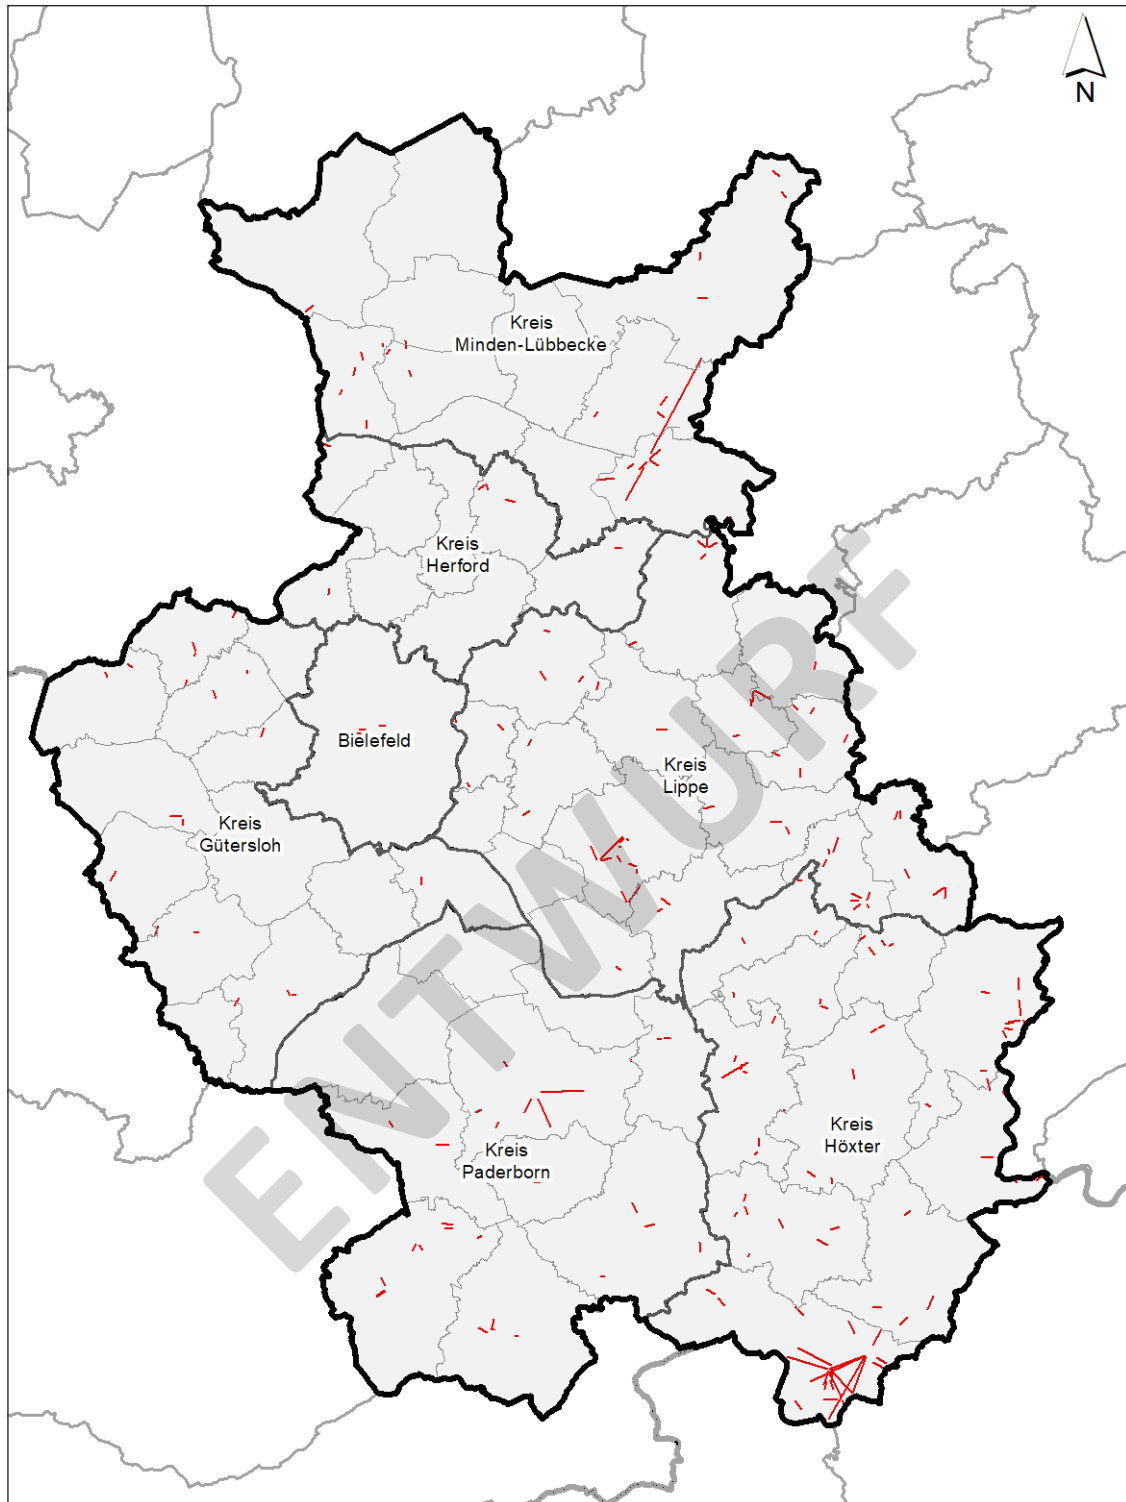 N
Kreis
Minden-Lübbecke
Kreis
Herford
Bielefeld
Kreis
Lippe
Kreis
Gütersloh
Kreis
Höxter
Kreis
Paderborn
ENTWURF